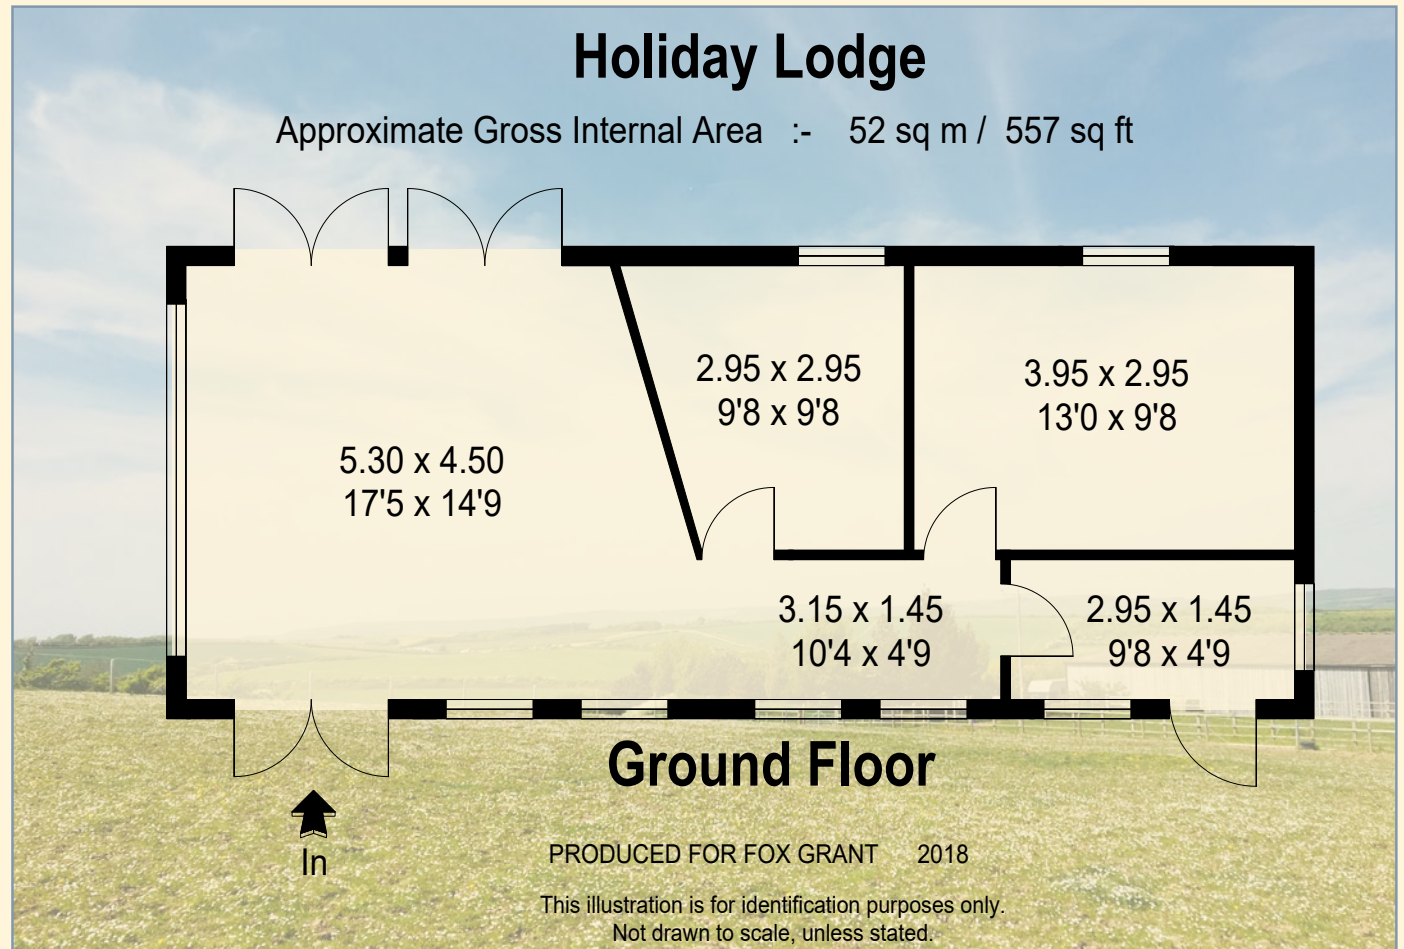 Holiday Lodge
Approximate Gross Internal Area :- 52 sq m / 557 sq ft
2.95 x 2.95
9'8 x 9'8
3.95 x 2.95
13'0 x 9'8
5.30 x 4.50
17'5 x 14'9
3.15 x 1.45
10'4 x 4'9
2.95 x 1.45
9'8 x 4'9
Ground Floor
In
PRODUCED FOR FOX GRANT 2018
This illustration is for identification purposes only.
Not drawn to scale, unless stated.